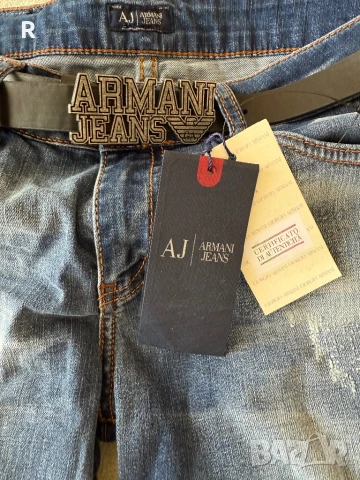 R
AJ | ARMANI
JEANS
ARMANI
JEANS
AJ | ARMANI
JEANS
CERTIFICATO
DI AUTENTICITÀ
BAZAR